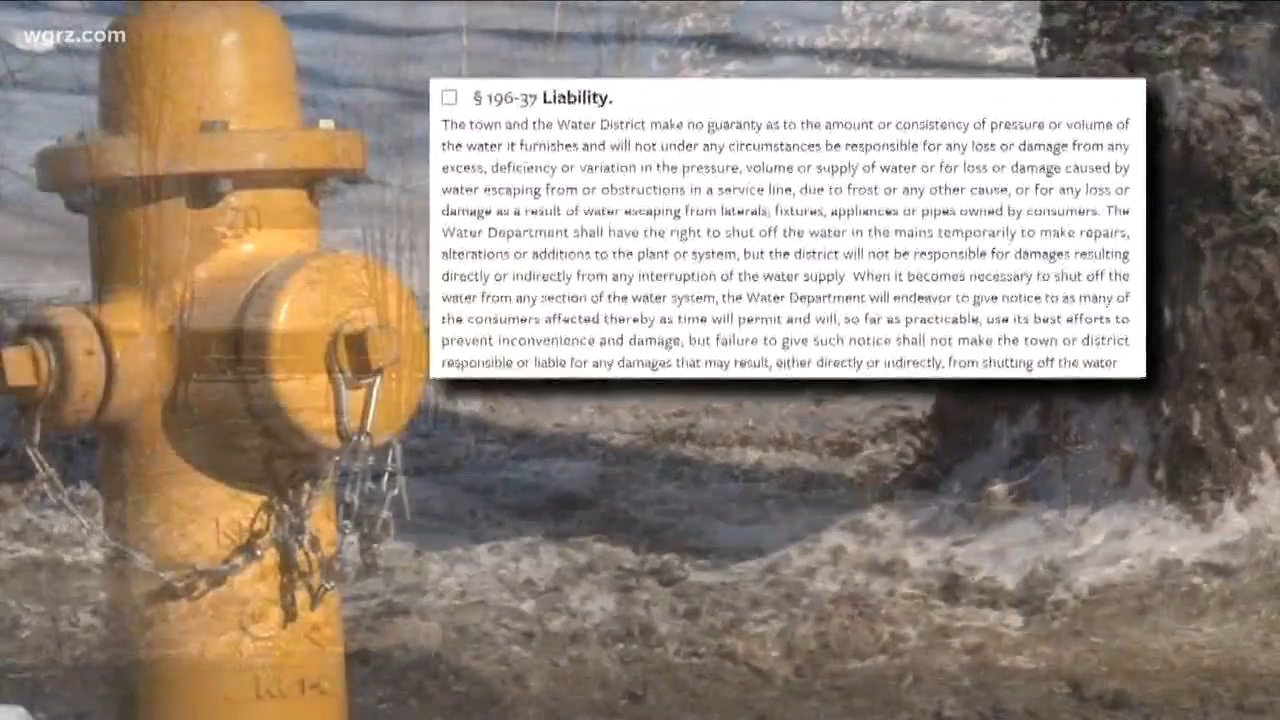 wgrz.com
§ 196-37 Liability.
The town and the Water District make no guaranty as to the amount or consistency of pressure or volume of
the water it furnishes and will not under any circumstances be responsible for any loss or damage from any
excess, deficiency or variation in the pressure, volume or supply of water or for loss or damage caused by
water escaping from or obstructions in a service line, due to frost or any other cause, or for any loss or
damage as a result of water escaping from laterals, fixtures, appliances or pipes owned by consumers. The
Water Department shall have the right to shut off the water in the mains temporarily to make repairs,
alterations or additions to the plant or system, but the district will not be responsible for damages resulting
directly or indirectly from any interruption of the water supply. When it becomes necessary to shut off the
water from any section of the water system, the Water Department will endeavor to give notice to as many of
the consumers affected thereby as time will permit and will, so far as practicable, use its best efforts to
prevent inconvenience and damage, but failure to give such notice shall not make the town or district
responsible or liable for any damages that may result, either directly or indirectly, from shutting off the water